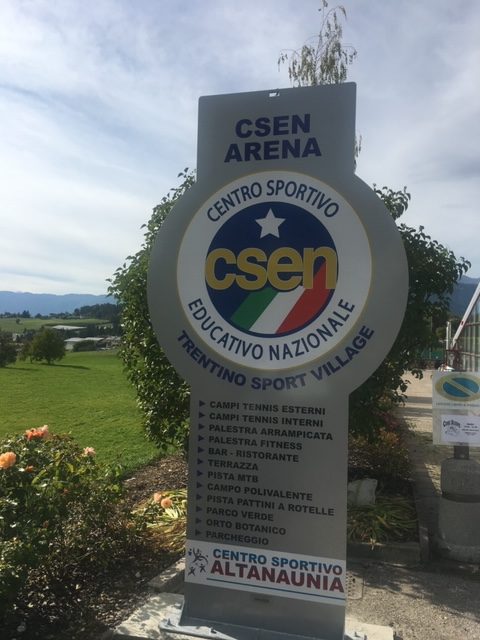 CSEN
ARENA
CENTRO SPORTIVO
csen
EDUCATIVO NAZIONALE
TRENTINO SPORT VILLAGE
CAMPI TENNIS ESTERNI
CAMPI TENNIS INTERNI
PALESTRA ARRAMPICATA
PALESTRA FITNESS
BAR - RISTORANTE
TERRAZZA
PISTA MTB
CAMPO POLIVALENTE
PISTA PATTINI A ROTELLE
PARCO VERDE
ORTO BOTANICO
PARCHEGGIO
CENTRO SPORTIVO
ALTANAUNIA